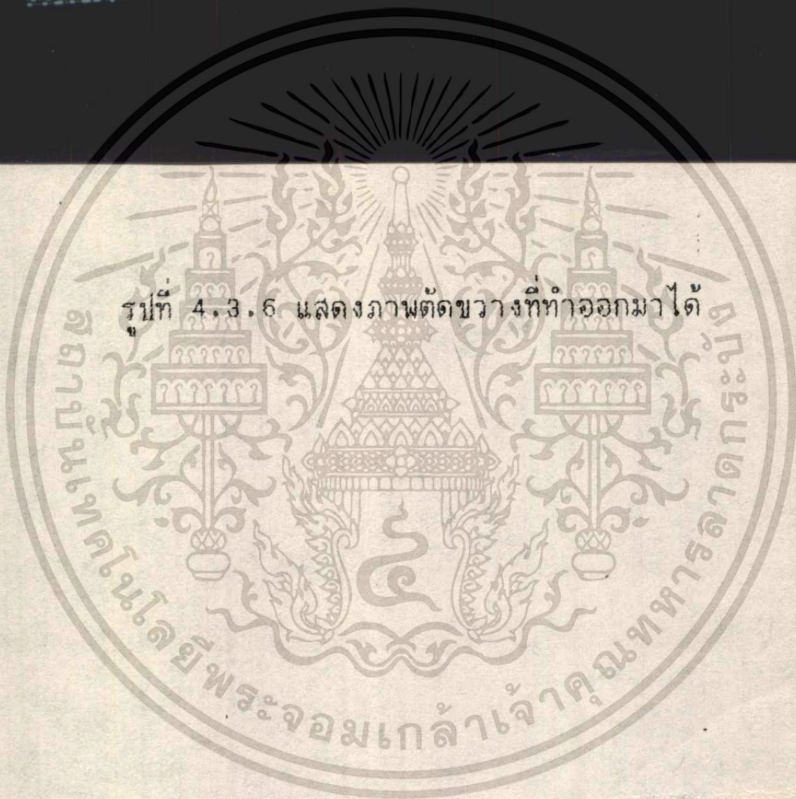 รูปที่ 4.3.6 แสดงภาพตัดขวางที่ทำออกมาได้
สถาบันเทคโนโลยีพระจอมเกล้าเจ้าคุณทหารลาดกระบัง